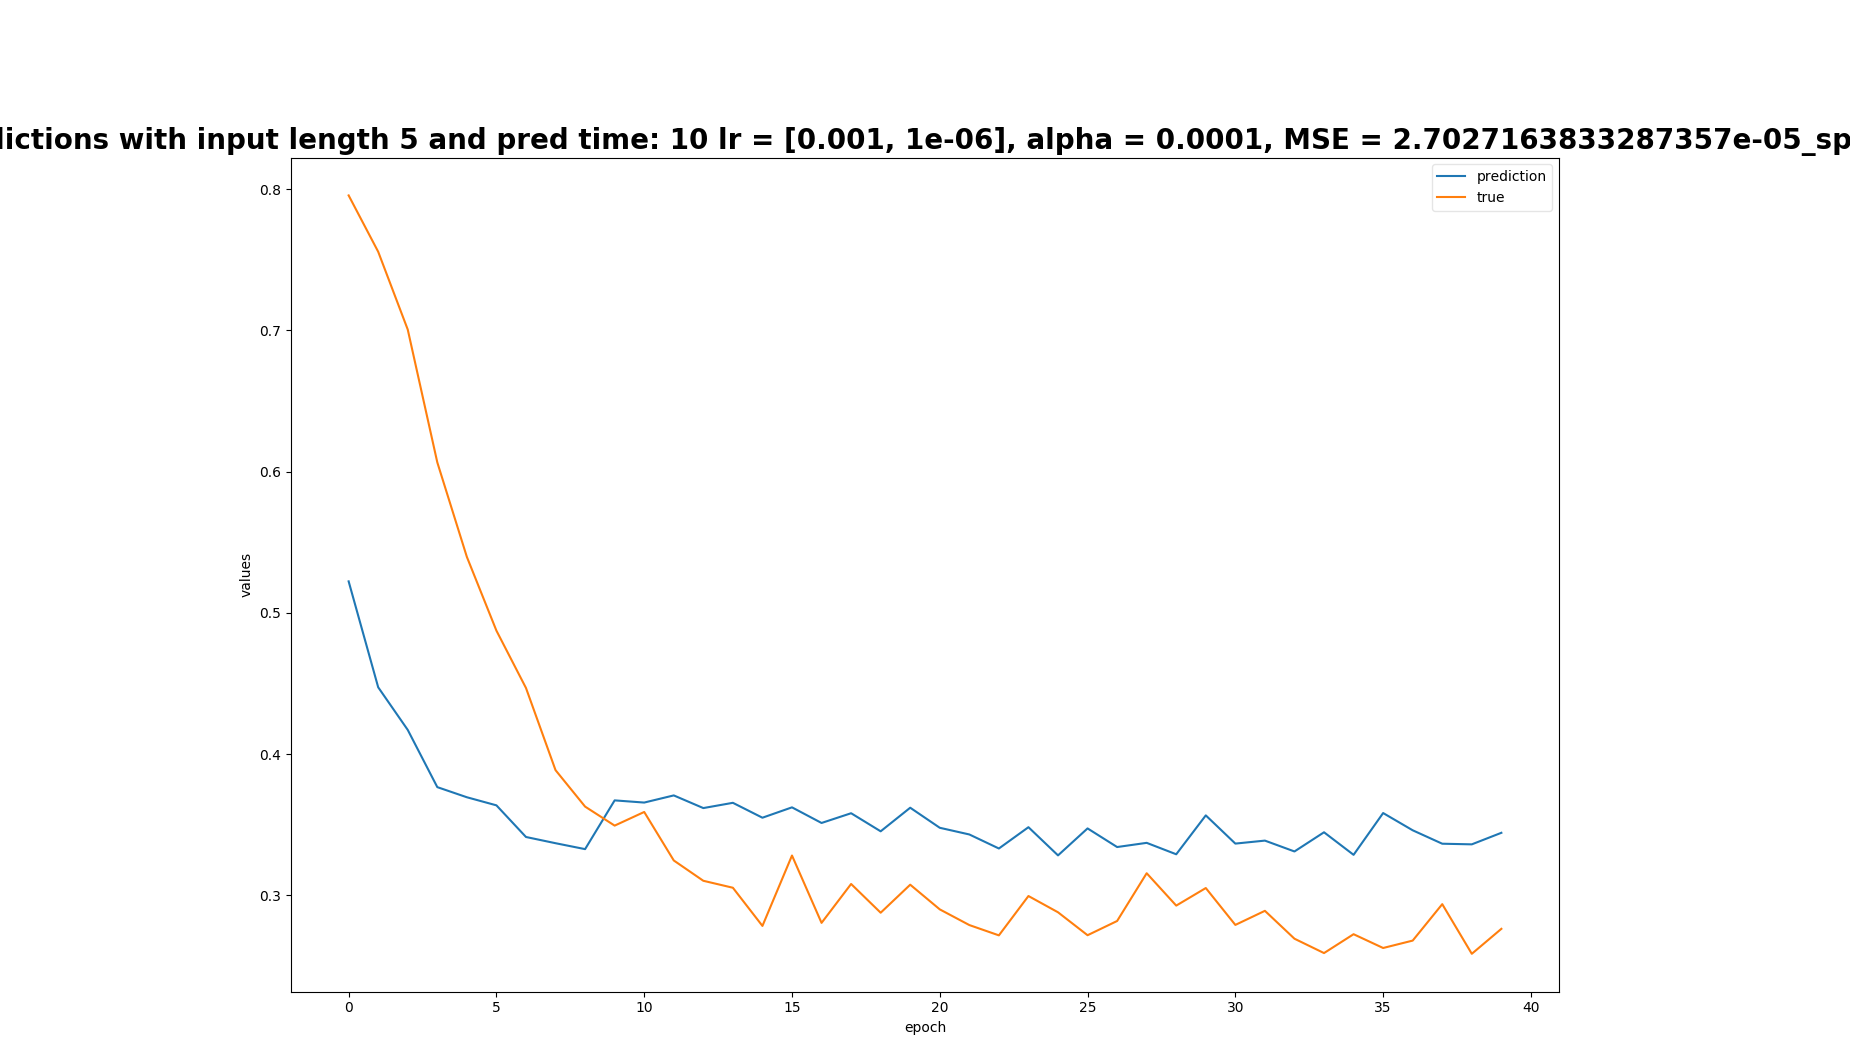 dictions with input length 5 and pred time: 10 lr = [0.001, 1e-06], alpha = 0.0001, MSE = 2.7027163833287357e-05_sp
prediction
true
0.8
0.7
0.6
0.5
0.4
0.3
values
0 5 10 15 20 25 30 35 40
epoch